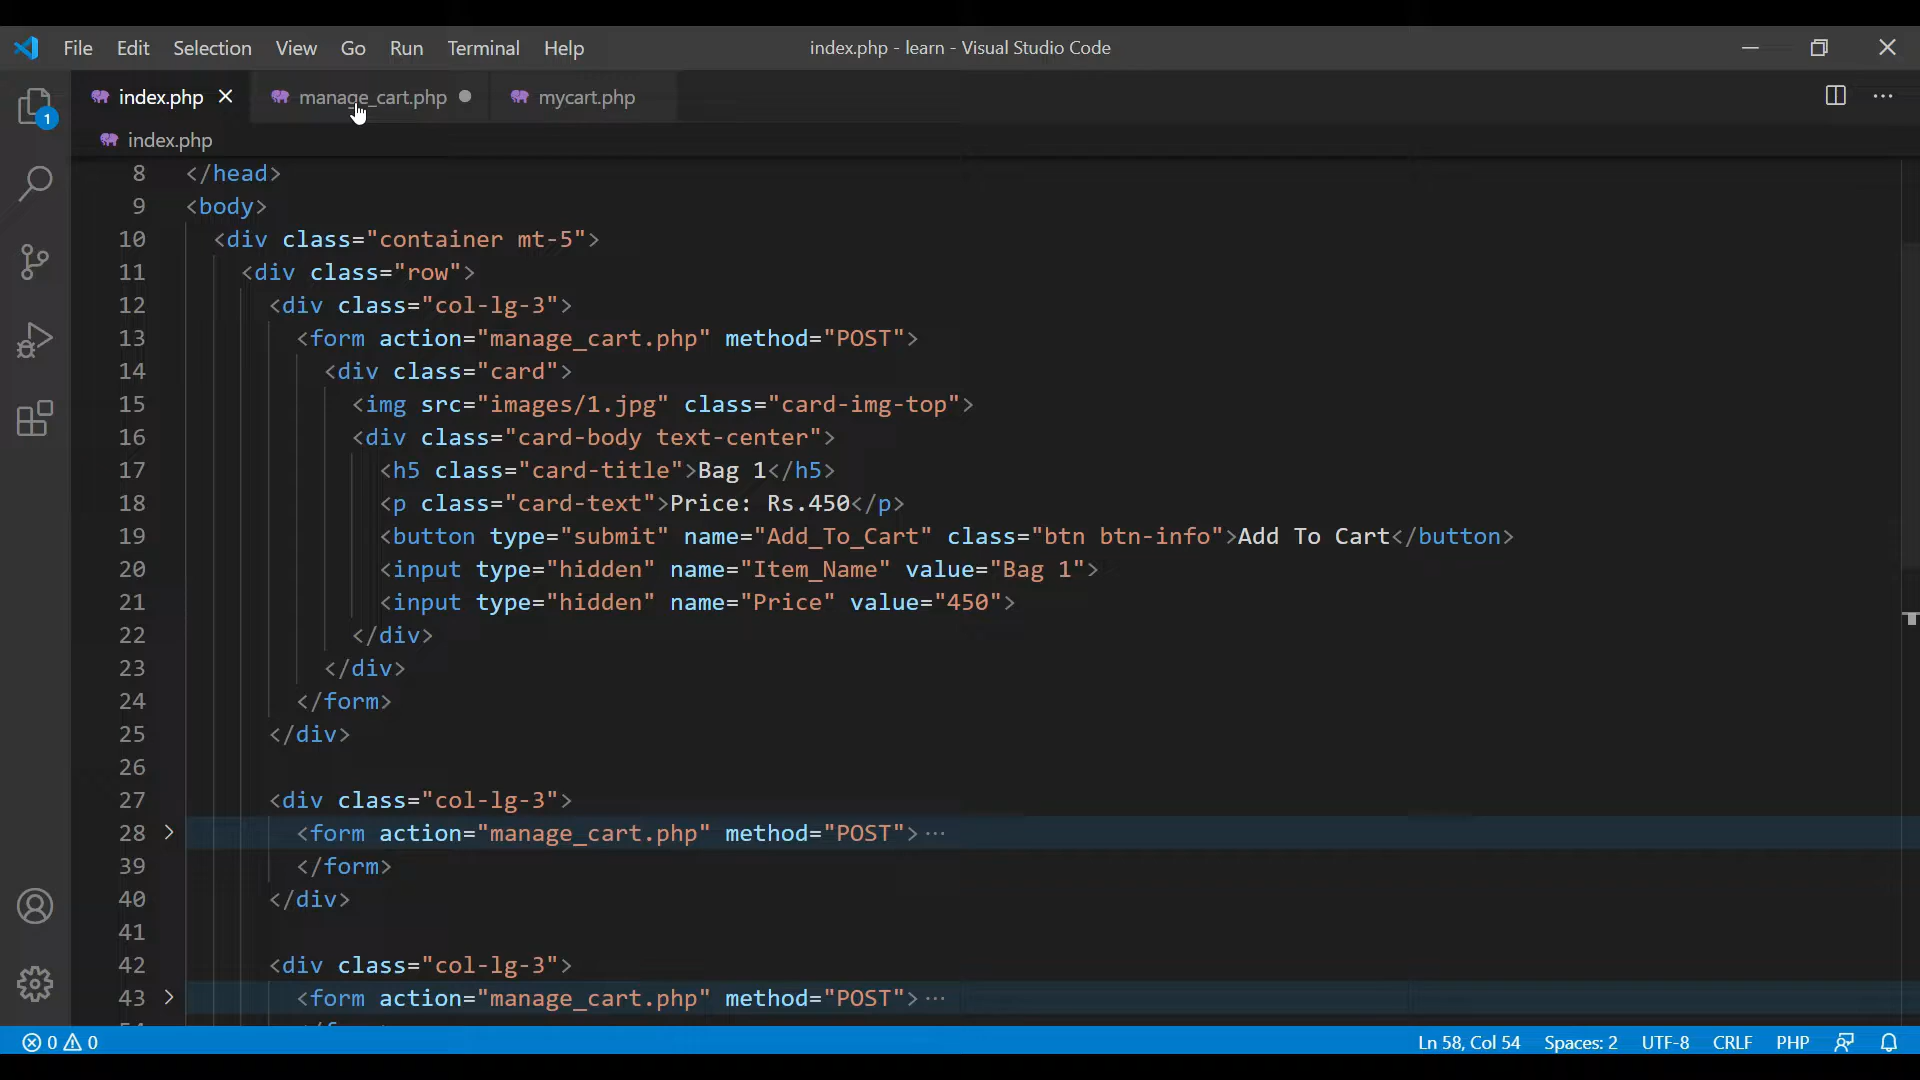 File Edit Selection View Go Run Terminal Help index.php - learn - Visual Studio Code
index.php manage_cart.php mycart.php
1
index.php
8 </head>
9 <body>
10 <div class="container mt-5">
11 <div class="row">
12 <div class="col-lg-3">
13 <form action="manage_cart.php" method="POST">
14 <div class="card">
15 <img src="images/1.jpg" class="card-img-top">
16 <div class="card-body text-center">
17 <h5 class="card-title">Bag 1</h5>
18 <p class="card-text">Price: Rs.450</p>
19 <button type="submit" name="Add_To_Cart" class="btn btn-info">Add To Cart</button>
20 <input type="hidden" name="Item_Name" value="Bag 1">
21 <input type="hidden" name="Price" value="450">
22 </div>
23 </div>
24 </form>
25 </div>
26
27 <div class="col-lg-3">
28 <form action="manage_cart.php" method="POST">...
39 </form>
40 </div>
41
42 <div class="col-lg-3">
43 <form action="manage_cart.php" method="POST">...
0 0 Ln 58, Col 54 Spaces: 2 UTF-8 CRLF PHP